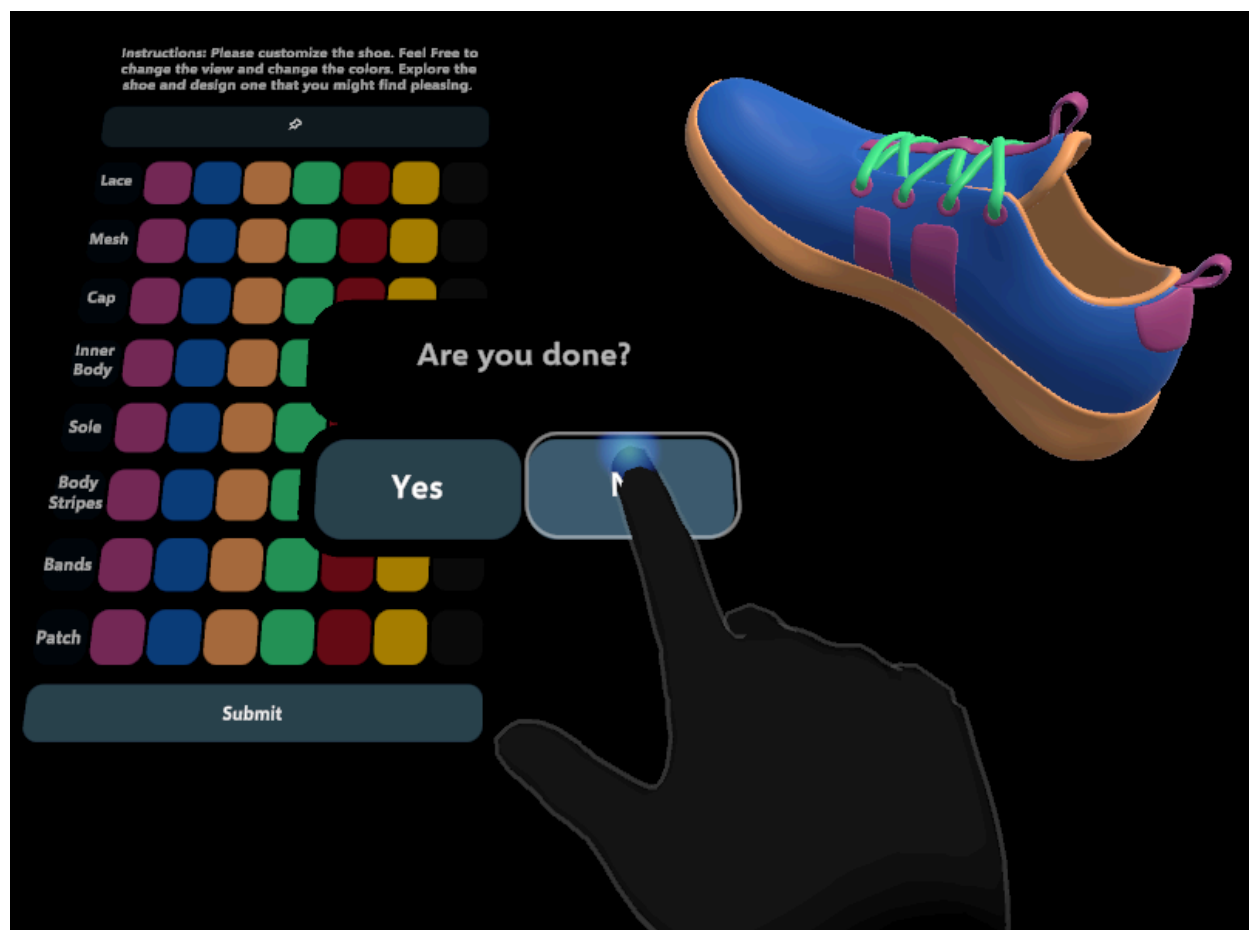 Instructions: Please customize the shoe. Feel Free to
change the view and change the colors. Explore the
shoe and design one that you might find pleasing.
Lace
Mesh
Cap
Inner
Body
Sole
Body
Stripes
Bands
Patch
Submit
Are you done?
Yes